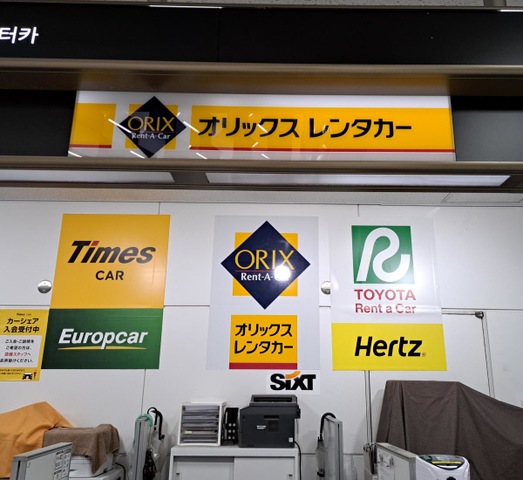 터카
ORIX
Rent-A-Car
オリックス レンタカー
Times
CAR
Europcar
ORIX
Rent-A-Car
オリックス
レンタカー
SiXT
TOYOTA
Rent a Car
Hertz
カーシェア
入会受付中